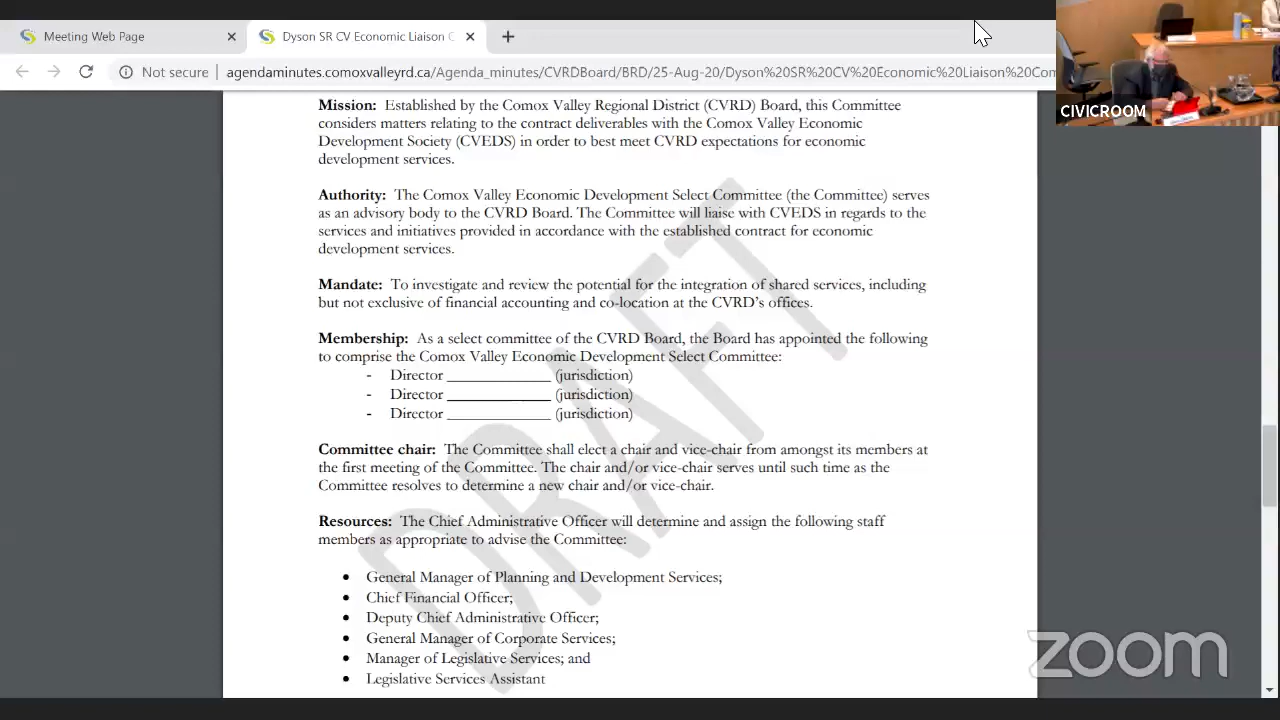 Meeting Web Page
Dyson SR CV Economic Liaison C
Not secure
agendaminutes.comoxvalleyrd.ca/Agenda_minutes/CVRDBoard/BRD/25-Aug-20/Dyson%20SR%20CV%20Economic%20Liaison%20Com
CIVICROOM
Mission: Established by the Comox Valley Regional District (CVRD) Board, this Committee
considers matters relating to the contract deliverables with the Comox Valley Economic
Development Society (CVEDS) in order to best meet CVRD expectations for economic
development services.
Authority: The Comox Valley Economic Development Select Committee (the Committee) serves
as an advisory body to the CVRD Board. The Committee will liaise with CVEDS in regards to the
services and initiatives provided in accordance with the established contract for economic
development services.
Mandate: To investigate and review the potential for the integration of shared services, including
but not exclusive of financial accounting and co-location at the CVRD's offices.
Membership: As a select committee of the CVRD Board, the Board has appointed the following
to comprise the Comox Valley Economic Development Select Committee:
- Director ____________ (jurisdiction)
- Director ____________ (jurisdiction)
- Director ____________ (jurisdiction)
Committee chair: The Committee shall elect a chair and vice-chair from amongst its members at
the first meeting of the Committee. The chair and/or vice-chair serves until such time as the
Committee resolves to determine a new chair and/or vice-chair.
Resources: The Chief Administrative Officer will determine and assign the following staff
members as appropriate to advise the Committee:
• General Manager of Planning and Development Services;
• Chief Financial Officer;
• Deputy Chief Administrative Officer;
• General Manager of Corporate Services;
• Manager of Legislative Services; and
• Legislative Services Assistant
DRAFT
zoom